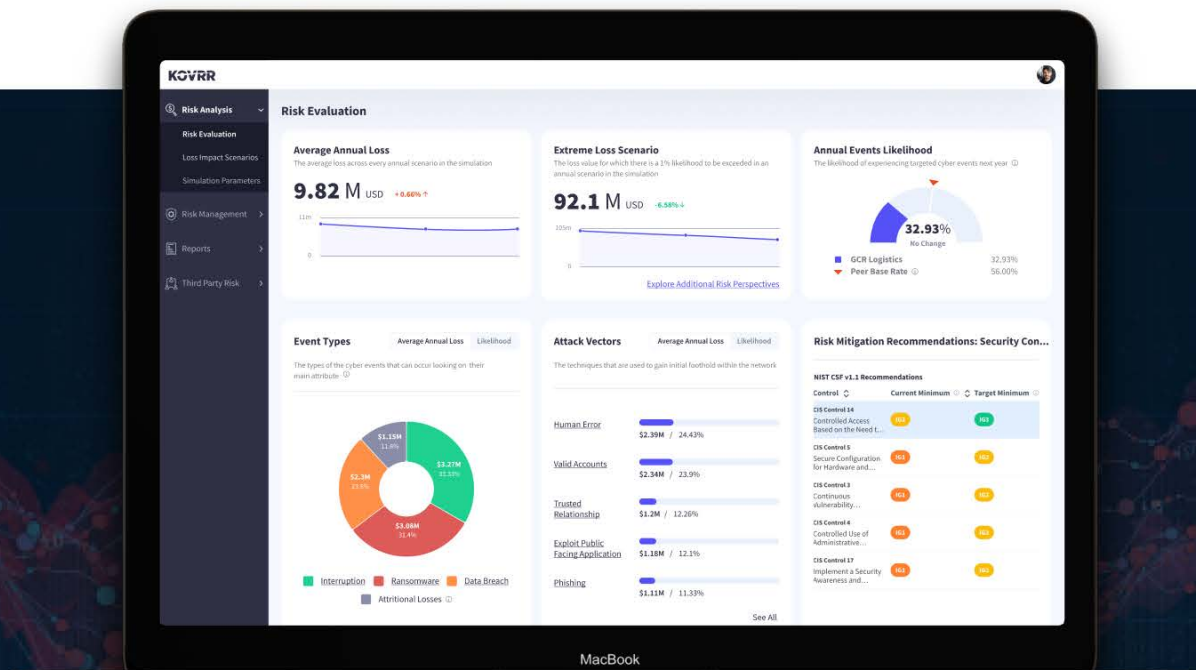 KOVRR
Risk Analysis
Risk Evaluation
Loss Impact Scenarios
Simulation Parameters
Risk Management
Reports
Third Party Risk
Risk Evaluation
Average Annual Loss
The average loss across every annual scenario in the simulation
9.82 M USD +0.66% ↑
11m
0
Extreme Loss Scenario
The loss value for which there is a 1% likelihood to be exceeded in an
annual scenario in the simulation
92.1 M USD -6.58% ↓
105m
0
Explore Additional Risk Perspectives
Annual Events Likelihood
The likelihood of experiencing targeted cyber events next year
32.93%
No Change
GCR Logistics 32.93%
Peer Base Rate 56.00%
Event Types Average Annual Loss Likelihood
The types of the cyber events that can occur looking on their
main attribute
$1.15M
11.8%
$3.27M
$2.3M
$3.08M
31.4%
Interruption Ransomware Data Breach
Attritional Losses
Attack Vectors Average Annual Loss Likelihood
The techniques that are used to gain initial foothold within the network
Human Error
$2.39M / 24.43%
Valid Accounts
$2.34M / 23.9%
Trusted
Relationship
$1.2M / 12.26%
Exploit Public
Facing Application
$1.18M / 12.1%
Phishing
$1.11M / 11.33%
See All
Risk Mitigation Recommendations: Security Con...
NIST CSF v1.1 Recommendations
Control Current Minimum Target Minimum
CIS Control 14
Controlled Access
Based on the Need t...
IG2 IG3
CIS Control 5
Secure Configuration
for Hardware and...
IG1 IG2
CIS Control 3
Continuous
Vulnerability...
IG1 IG2
CIS Control 4
Controlled Use of
Administrative...
IG1 IG2
CIS Control 17
Implement a Security
Awareness and...
IG1 IG2
MacBook